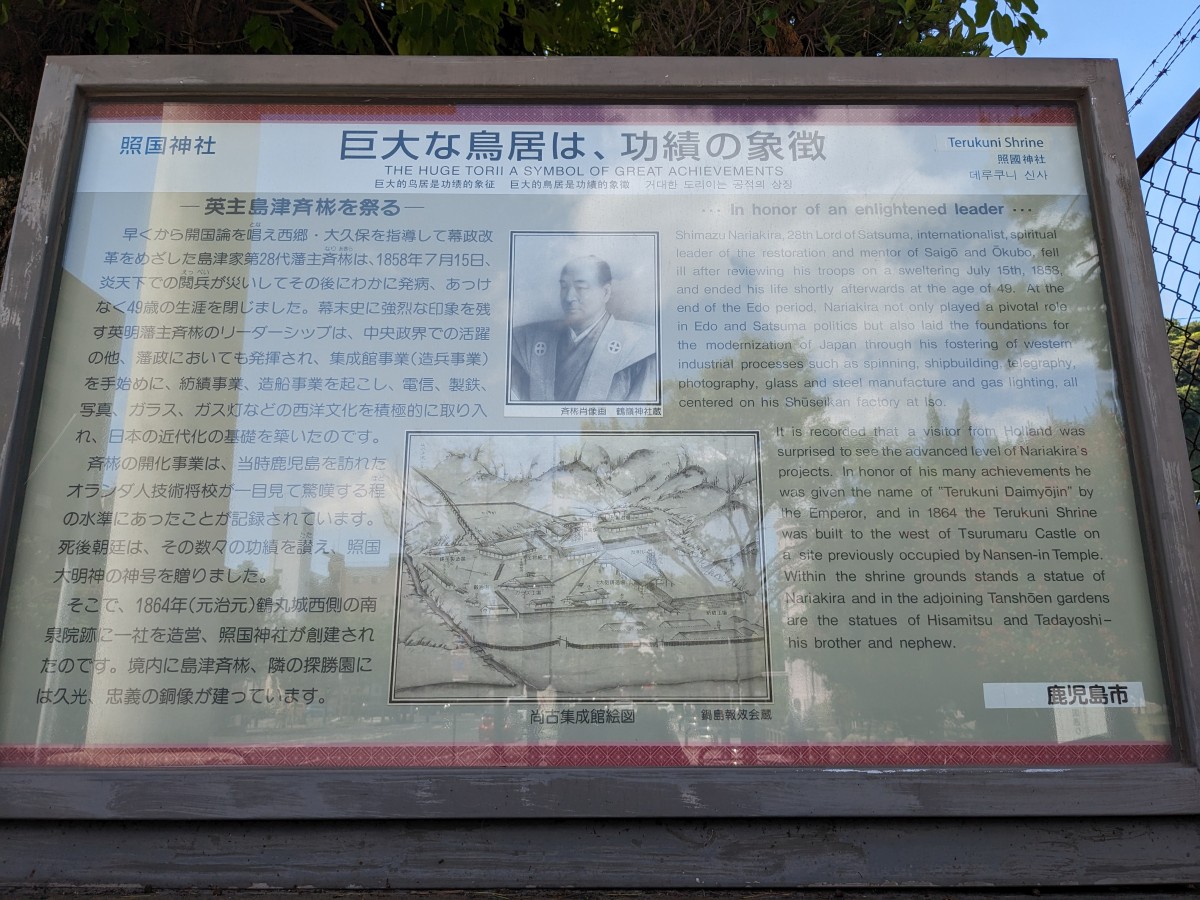 照国神社
巨大な鳥居は、功績の象徴
THE HUGE TORII A SYMBOL OF GREAT ACHIEVEMENTS
巨大的鸟居是功绩的象征 巨大的鳥居是功績的象徵 거대한 도리이는 공적의 상징
Terukuni Shrine
照國神社
데루쿠니 신사
―英主島津斉彬を祭る―
早くから開国論を唱え西郷・大久保を指導して幕政改
革をめざした島津家第28代藩主斉彬は、1858年7月15日、
炎天下での閲兵が災いしてその後にわかに発病、あっけ
なく49歳の生涯を閉じました。幕末史に強烈な印象を残
す英明藩主斉彬のリーダーシップは、中央政界での活躍
の他、藩政においても発揮され、集成館事業(造兵事業)
を手始めに、紡績事業、造船事業を起こし、電信、製鉄、
写真、ガラス、ガス灯などの西洋文化を積極的に取り入
れ、日本の近代化の基礎を築いたのです。
斉彬の開化事業は、当時鹿児島を訪れた
オランダ人技術将校が一目見て驚嘆する程
の水準にあったことが記録されています。
死後朝廷は、その数々の功績を讃え、照国
大明神の神号を贈りました。
そこで、1864年(元治元)鶴丸城西側の南
泉院跡に一社を造営、照国神社が創建され
たのです。境内に島津斉彬、隣の探勝園に
は久光、忠義の銅像が建っています。
斉彬肖像画 鶴嶺神社蔵
尚古集成館絵図
鍋島報效会蔵
… In honor of an enlightened leader …
Shimazu Nariakira, 28th Lord of Satsuma, internationalist, spiritual
leader of the restoration and mentor of Saigō and Ōkubo, fell
ill after reviewing his troops on a sweltering July 15th, 1858,
and ended his life shortly afterwards at the age of 49. At the
end of the Edo period, Nariakira not only played a pivotal role
in Edo and Satsuma politics but also laid the foundations for
the modernization of Japan through his fostering of western
industrial processes such as spinning, shipbuilding, telegraphy,
photography, glass and steel manufacture and gas lighting, all
centered on his Shūseikan factory at Iso.
It is recorded that a visitor from Holland was
surprised to see the advanced level of Nariakira's
projects. In honor of his many achievements he
was given the name of "Terukuni Daimyōjin" by
the Emperor, and in 1864 the Terukuni Shrine
was built to the west of Tsurumaru Castle on
a site previously occupied by Nansen-in Temple.
Within the shrine grounds stands a statue of
Nariakira and in the adjoining Tanshōen gardens
are the statues of Hisamitsu and Tadayoshi–
his brother and nephew.
鹿児島市